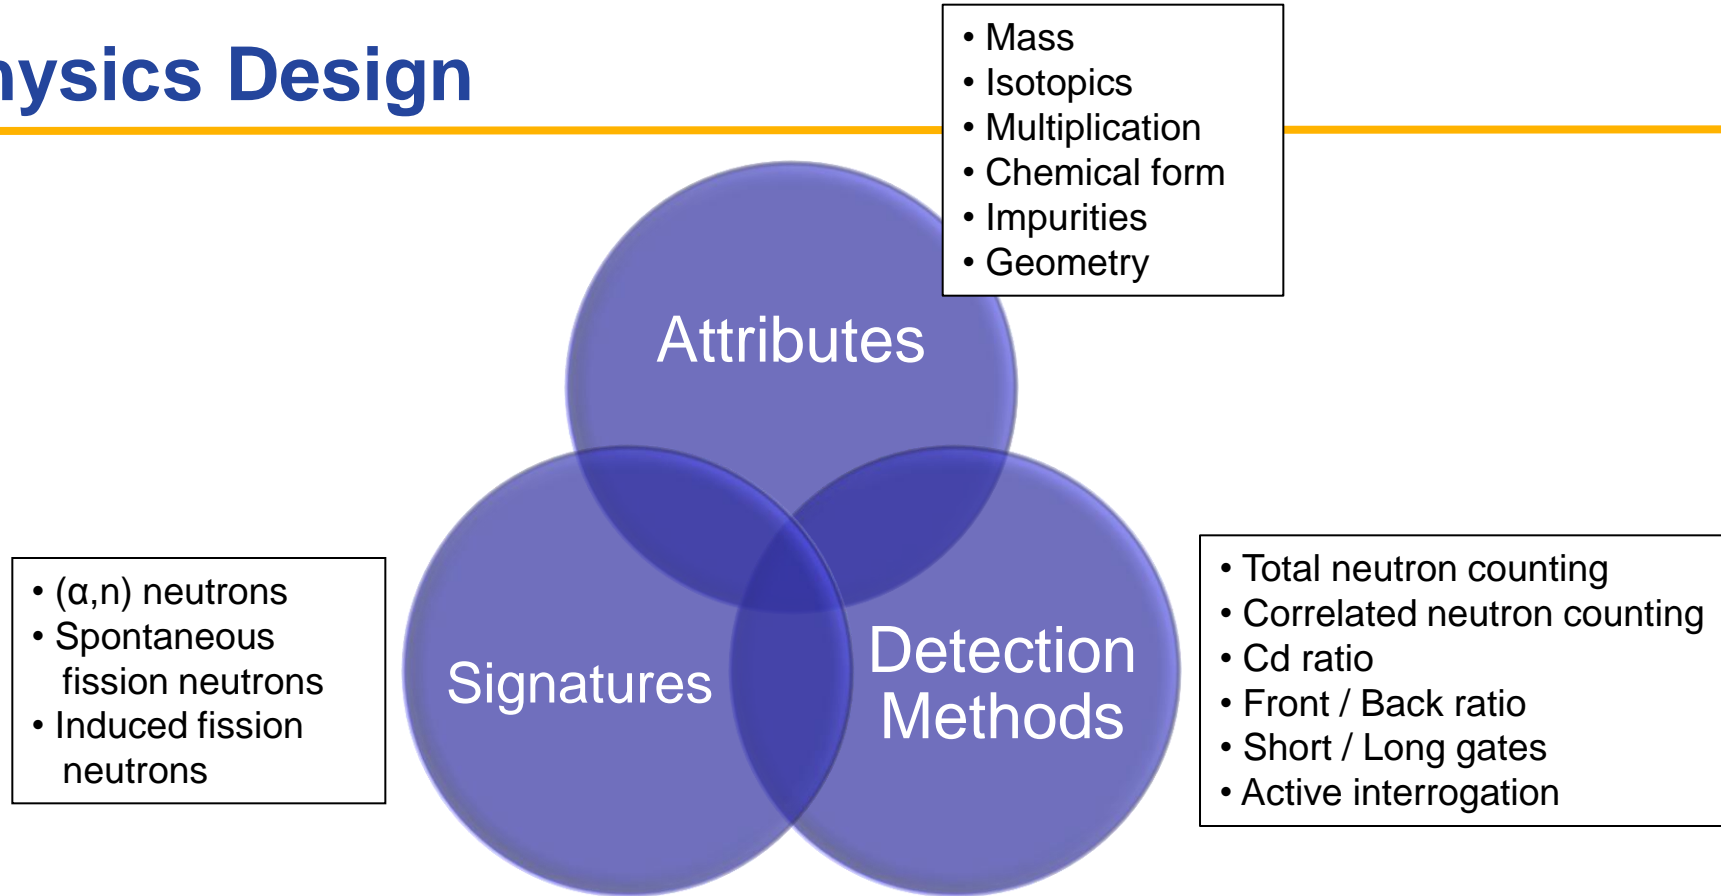 hysics Design
• Mass
• Isotopics
• Multiplication
• Chemical form
• Impurities
• Geometry
Attributes
Signatures
Detection
Methods
• (α,n) neutrons
• Spontaneous
fission neutrons
• Induced fission
neutrons
• Total neutron counting
• Correlated neutron counting
• Cd ratio
• Front / Back ratio
• Short / Long gates
• Active interrogation